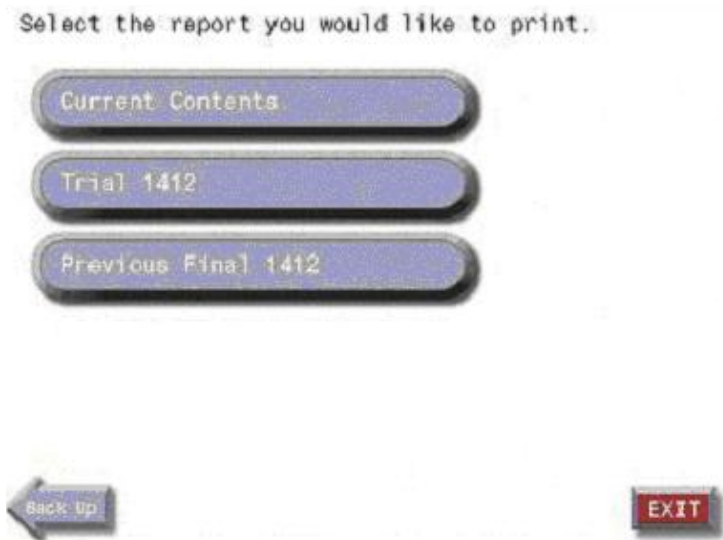 Select the report you would like to print.
Current Contents
Trial 1412
Previous Final 1412
Back Up
EXIT